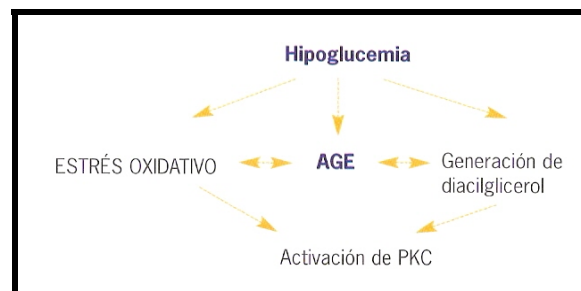 Hipoglucemia
ESTRÉS OXIDATIVO
AGE
Generación de
diacilglicerol
Activación de PKC